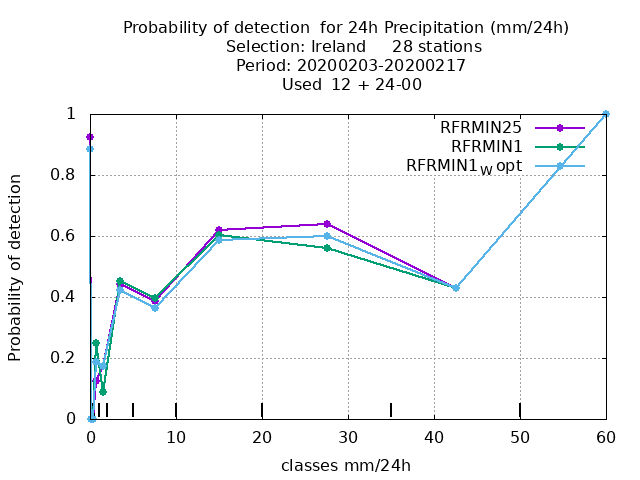 Probability of detection  for 24h Precipitation (mm/24h)
Selection: Ireland     28 stations
Period: 20200203-20200217
Used  12 + 24-00
RFRMIN25
RFRMIN1
RFRMIN1W opt
1
0.8
0.6
0.4
0.2
0
Probability of detection
0 10 20 30 40 50 60
classes mm/24h